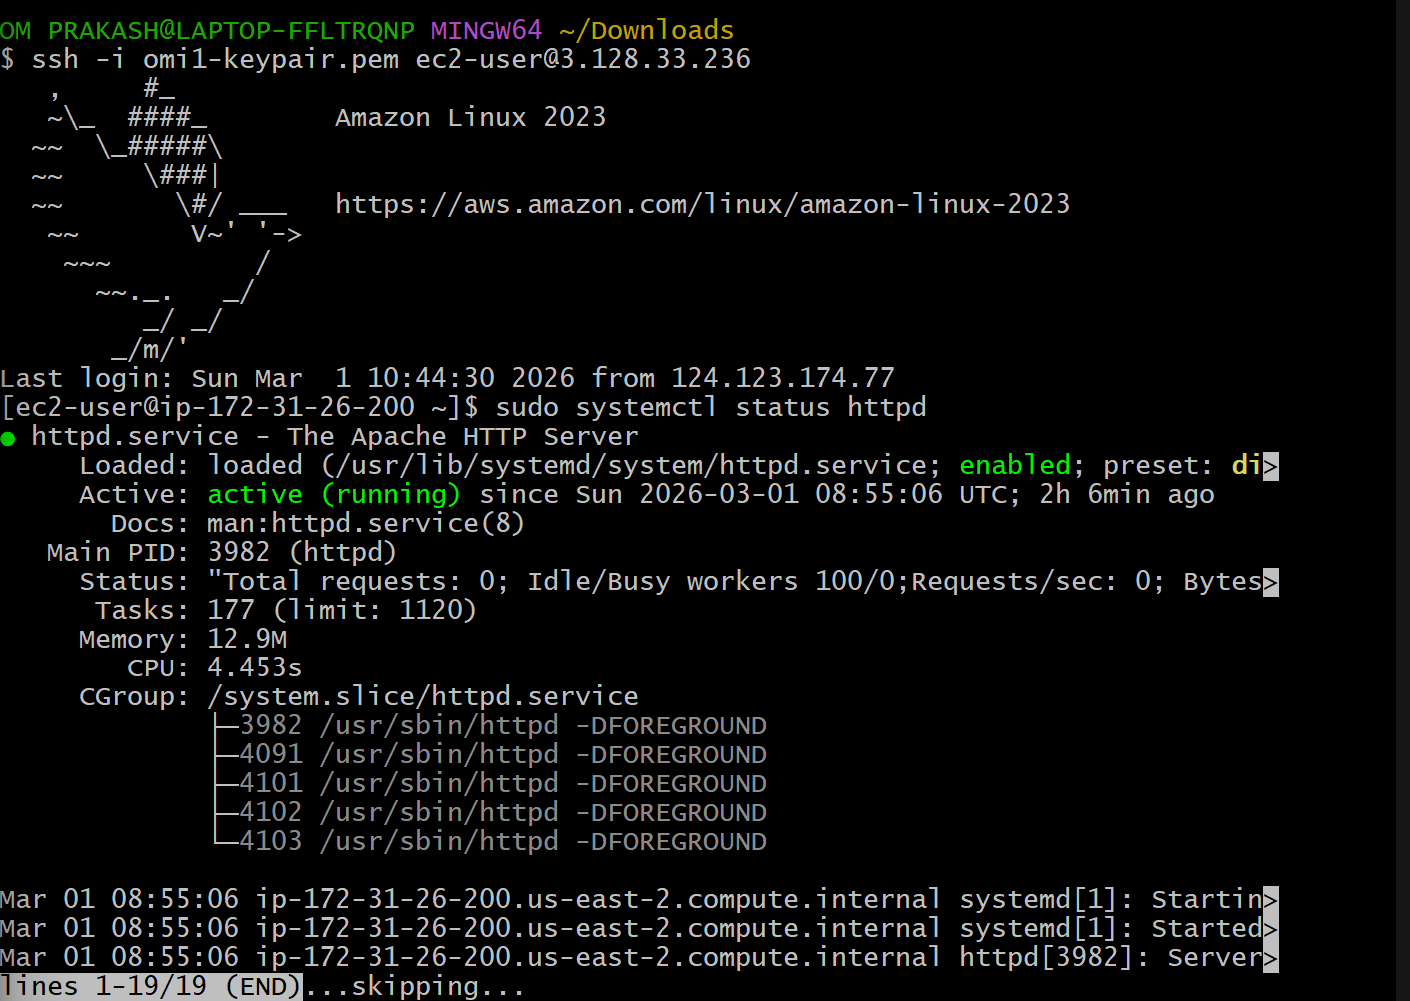 OM PRAKASH@LAPTOP-FFLTRQNP MINGW64 ~/Downloads
$ ssh -i omi1-keypair.pem ec2-user@3.128.33.236
   ,     #_
   ~\_  ####_        Amazon Linux 2023
  ~~  \_#####\
  ~~     \###|
  ~~       \#/ ___   https://aws.amazon.com/linux/amazon-linux-2023
   ~~       V~' '->
    ~~~         /
      ~~._.   _/
         _/ _/
       _/m/'
Last login: Sun Mar  1 10:44:30 2026 from 124.123.174.77
[ec2-user@ip-172-31-26-200 ~]$ sudo systemctl status httpd
● httpd.service - The Apache HTTP Server
     Loaded: loaded (/usr/lib/systemd/system/httpd.service; enabled; preset: di>
     Active: active (running) since Sun 2026-03-01 08:55:06 UTC; 2h 6min ago
       Docs: man:httpd.service(8)
   Main PID: 3982 (httpd)
     Status: "Total requests: 0; Idle/Busy workers 100/0;Requests/sec: 0; Bytes>
      Tasks: 177 (limit: 1120)
     Memory: 12.9M
        CPU: 4.453s
     CGroup: /system.slice/httpd.service
             ├─3982 /usr/sbin/httpd -DFOREGROUND
             ├─4091 /usr/sbin/httpd -DFOREGROUND
             ├─4101 /usr/sbin/httpd -DFOREGROUND
             ├─4102 /usr/sbin/httpd -DFOREGROUND
             └─4103 /usr/sbin/httpd -DFOREGROUND

Mar 01 08:55:06 ip-172-31-26-200.us-east-2.compute.internal systemd[1]: Startin>
Mar 01 08:55:06 ip-172-31-26-200.us-east-2.compute.internal systemd[1]: Started>
Mar 01 08:55:06 ip-172-31-26-200.us-east-2.compute.internal httpd[3982]: Server>
lines 1-19/19 (END)...skipping...